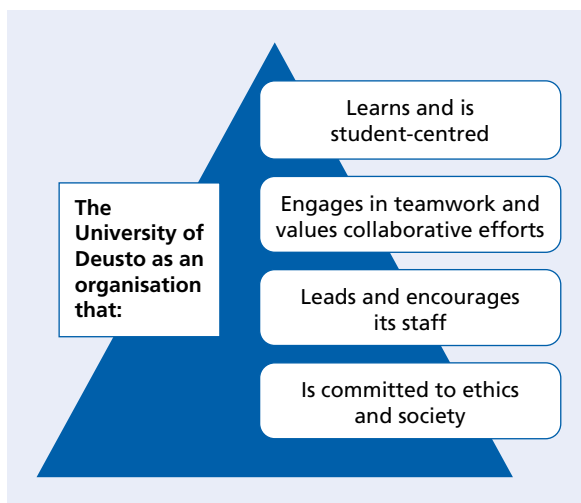 The
University of
Deusto as an
organisation
that:
Learns and is
student-centred
Engages in teamwork and
values collaborative efforts
Leads and encourages
its staff
Is committed to ethics
and society